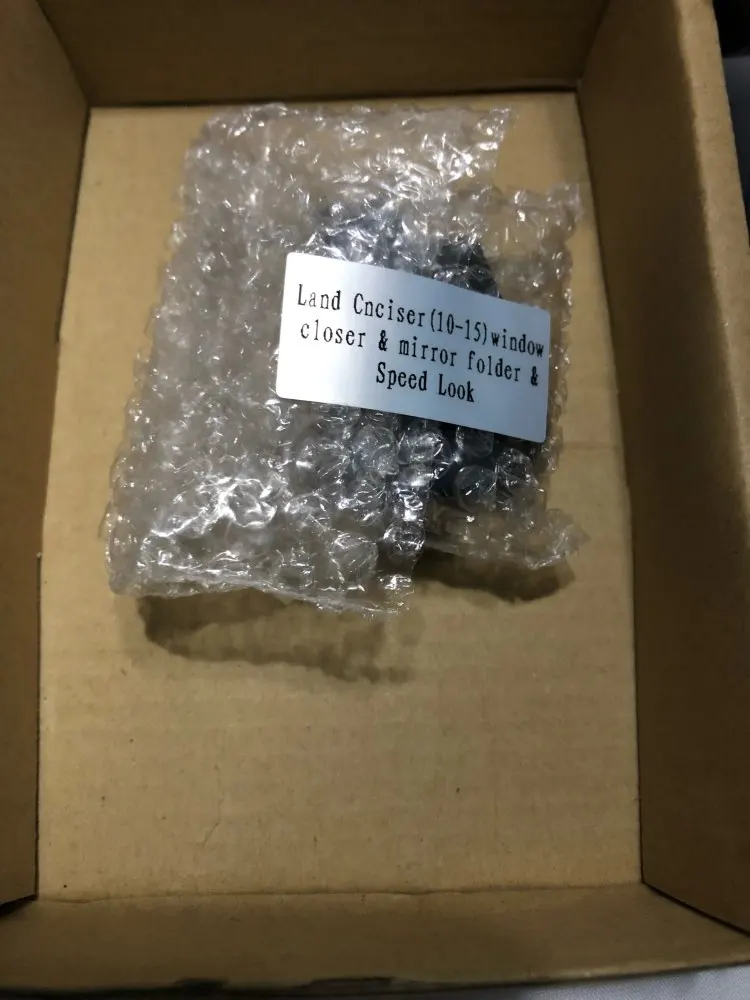 Land Cnciser(10-15)window
closer & mirror folder &
Speed Look